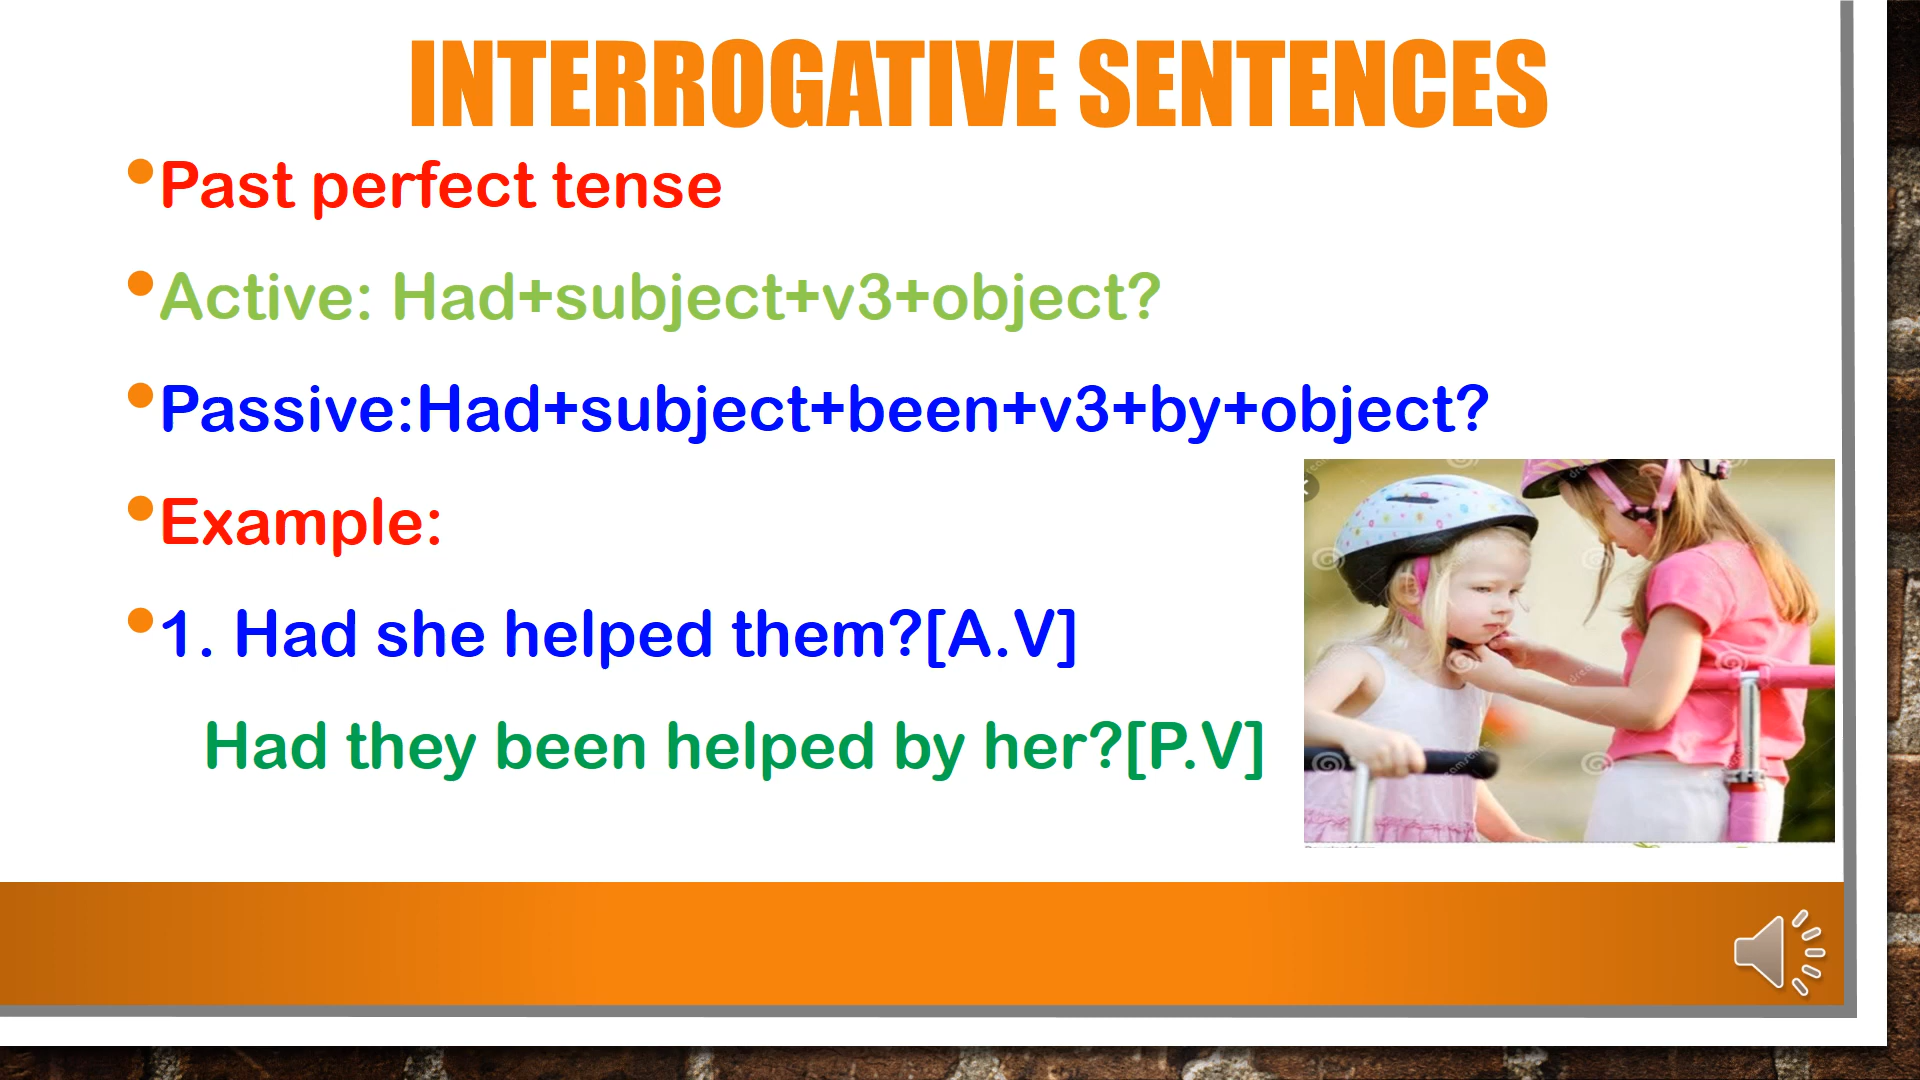 INTERROGATIVE SENTENCES
•Past perfect tense
•Active: Had+subject+v3+object?
•Passive:Had+subject+been+v3+by+object?
•Example:
•1. Had she helped them?[A.V]
Had they been helped by her?[P.V]